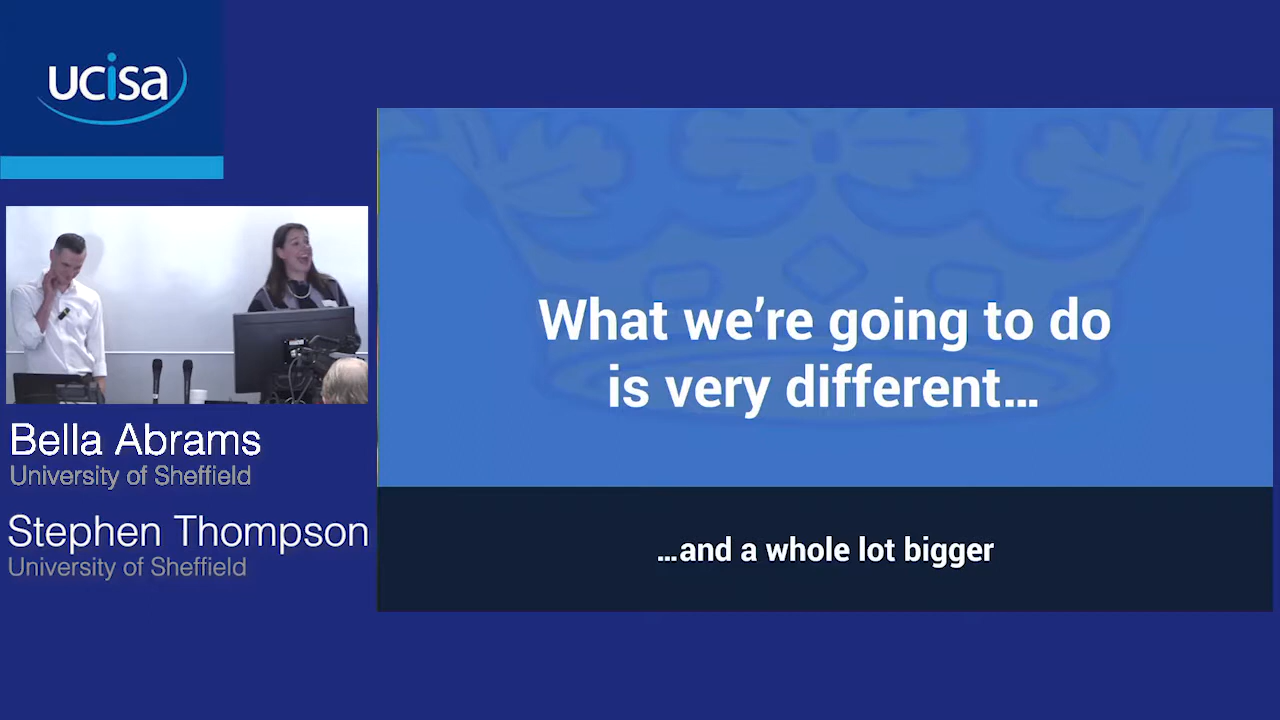 ucisa
What we're going to do
is very different…
…and a whole lot bigger
Bella Abrams
University of Sheffield
Stephen Thompson
University of Sheffield